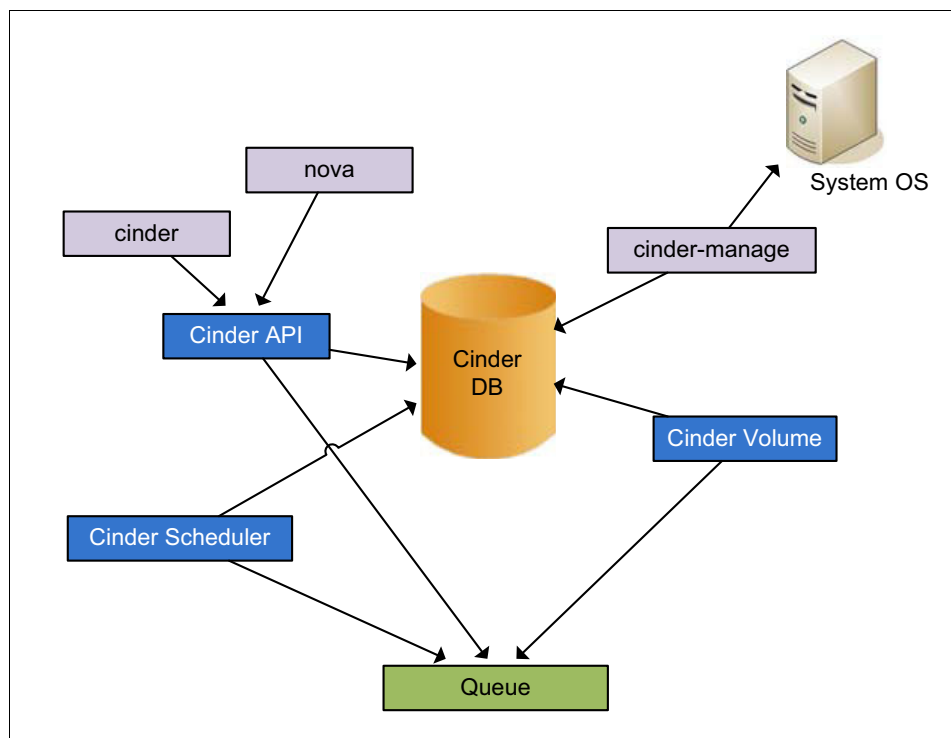 System OS
nova
cinder
cinder-manage
Cinder API
Cinder
DB
Cinder Volume
Cinder Scheduler
Queue